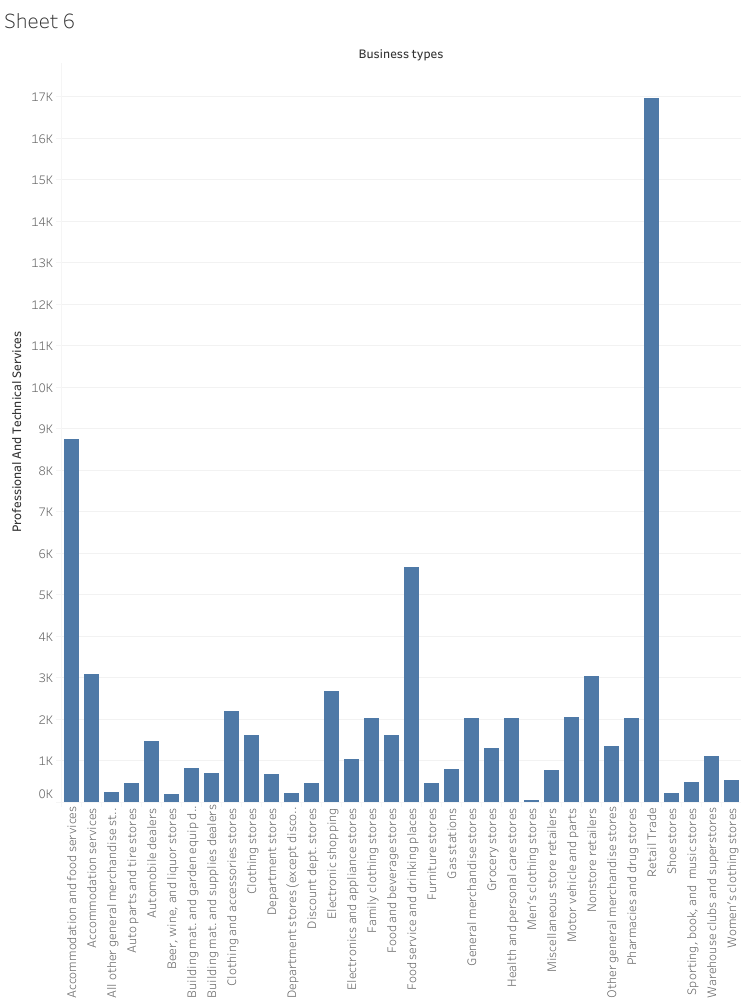 Sheet 6
Business types
Professional And Technical Services
17K
16K
15K
14K
13K
12K
11K
10K
9K
8K
7K
6K
5K
4K
3K
2K
1K
0K
Accommodation and food services
Accommodation services
All other general merchandise st..
Auto parts and tire stores
Automobile dealers
Beer, wine, and liquor stores
Building mat. and garden equip d..
Building mat. and supplies dealers
Clothing and accessories stores
Clothing stores
Department stores
Department stores (except disco..
Discount dept. stores
Electronic shopping
Electronics and appliance stores
Family clothing stores
Food and beverage stores
Food service and drinking places
Furniture stores
Gas stations
General merchandise stores
Grocery stores
Health and personal care stores
Men's clothing stores
Miscellaneous store retailers
Motor vehicle and parts
Nonstore retailers
Other general merchandise stores
Pharmacies and drug stores
Retail Trade
Shoe stores
Sporting, book, and music stores
Warehouse clubs and superstores
Women's clothing stores